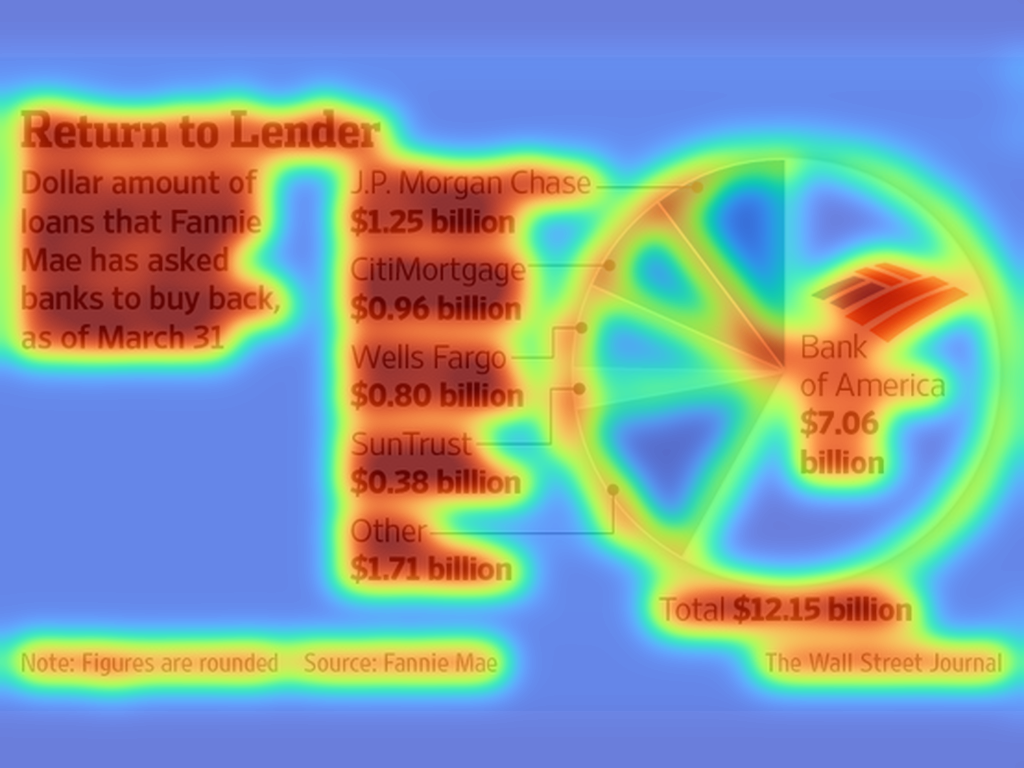 Return to Lender
Dollar amount of
loans that Fannie
Mae has asked
banks to buy back,
as of March 31
J.P. Morgan Chase
$1.25 billion
CitiMortgage
$0.96 billion
Wells Fargo
$0.80 billion
SunTrust
$0.38 billion
Other
$1.71 billion
Bank
of America
$7.06
billion
Total $12.15 billion
Note: Figures are rounded Source: Fannie Mae
The Wall Street Journal